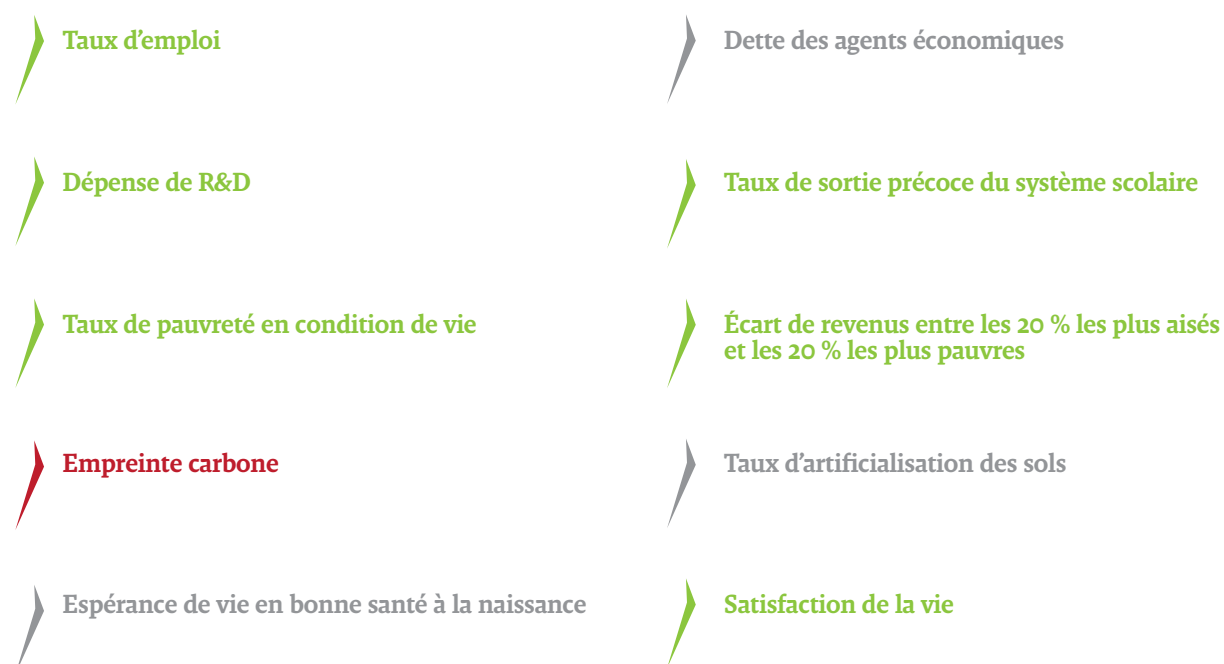 Taux d’emploi
Dette des agents économiques
Dépense de R&D
Taux de sortie précoce du système scolaire
Taux de pauvreté en condition de vie
Écart de revenus entre les 20 % les plus aisés
et les 20 % les plus pauvres
Empreinte carbone
Taux d’artificialisation des sols
Espérance de vie en bonne santé à la naissance
Satisfaction de la vie